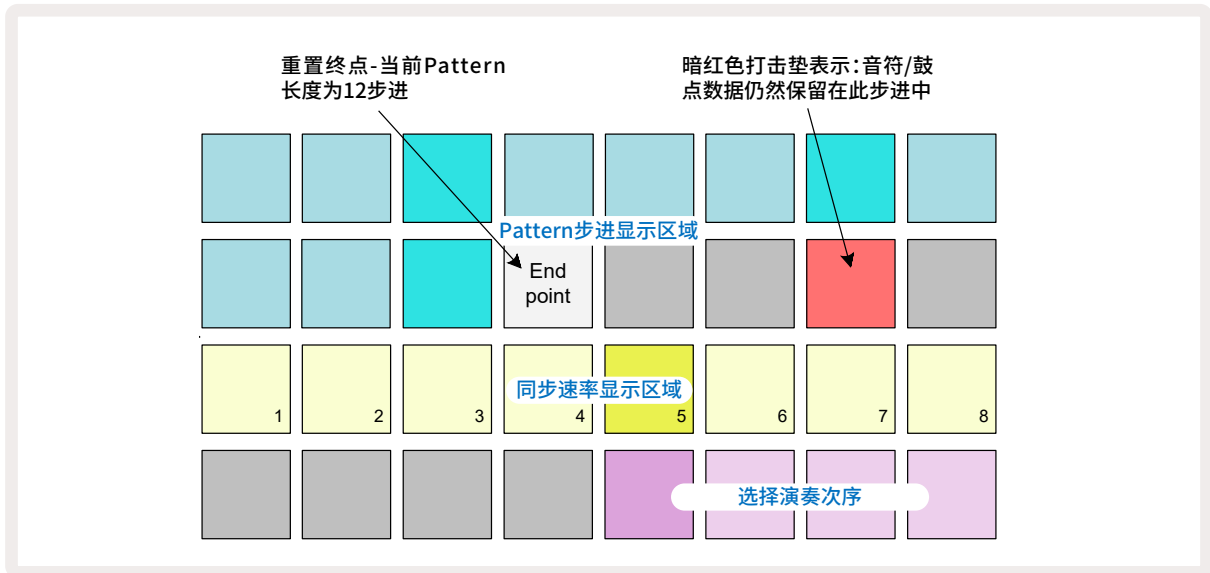 重置终点-当前Pattern
长度为12步进
暗红色打击垫表示：音符/鼓
点数据仍然保留在此步进中
Pattern步进显示区域
End
point
同步速率显示区域
1 2 3 4 5 6 7 8
选择演奏次序